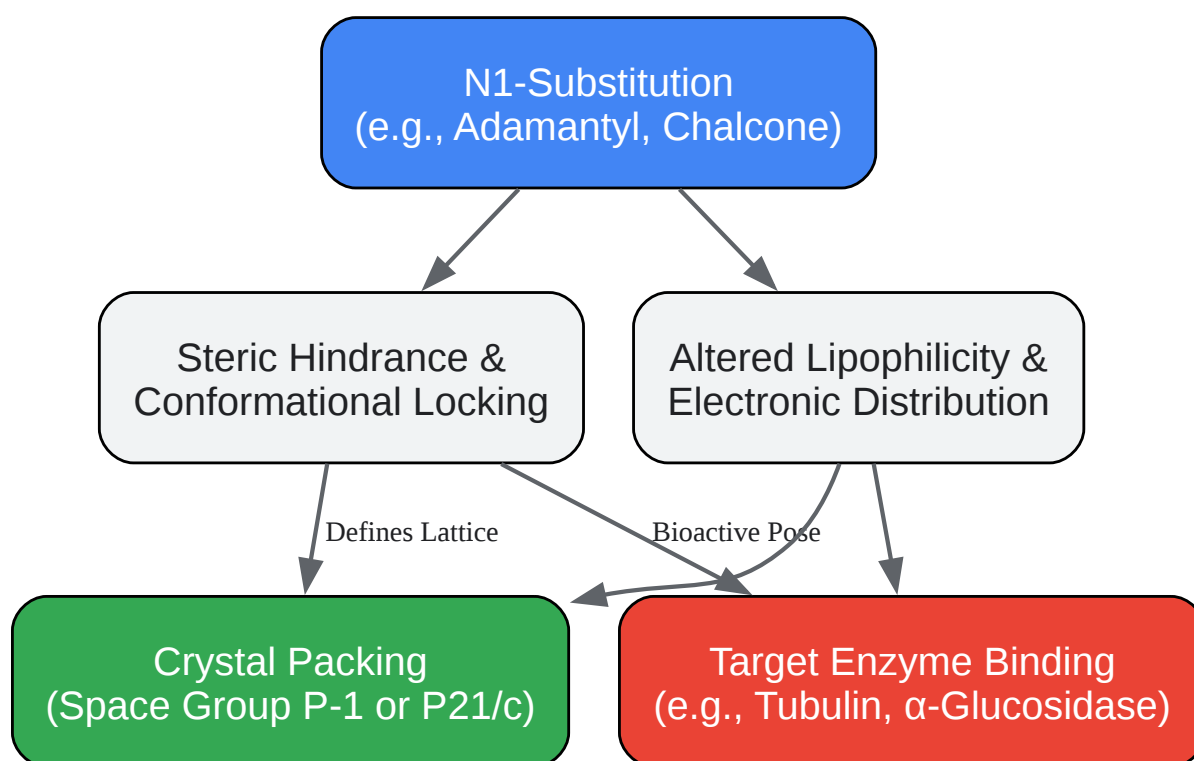 N1-Substitution
(e.g., Adamantyl, Chalcone)
Steric Hindrance &
Conformational Locking
Altered Lipophilicity &
Electronic Distribution
Defines Lattice
Bioactive Pose
Crystal Packing
(Space Group P-1 or P21/c)
Target Enzyme Binding
(e.g., Tubulin, α-Glucosidase)